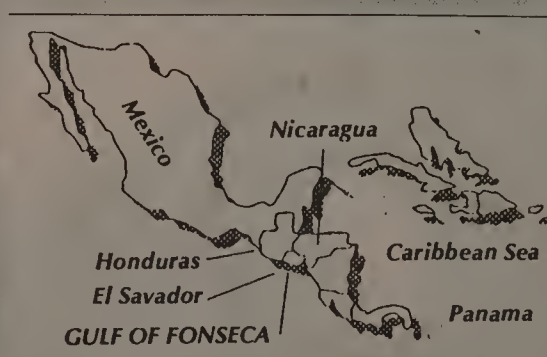 Mexico
Nicaragua
Caribbean Sea
Honduras
El Savador
Panama
GULF OF FONSECA